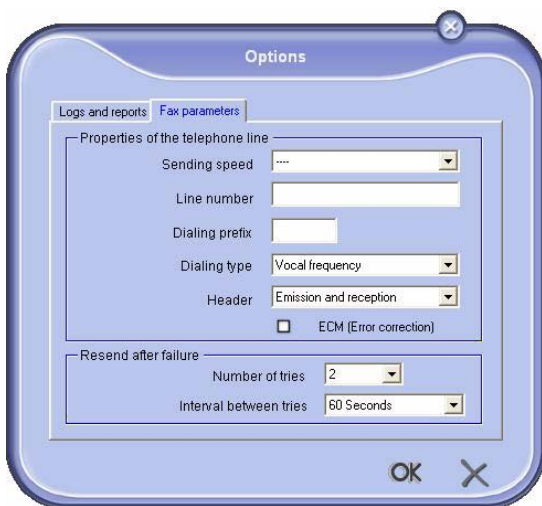 Options
Logs and reports Fax parameters
Properties of the telephone line
Sending speed ----
Line number
Dialing prefix
Dialing type Vocal frequency
Header Emission and reception
ECM (Error correction)
Resend after failure
Number of tries 2
Interval between tries 60 Seconds
OK